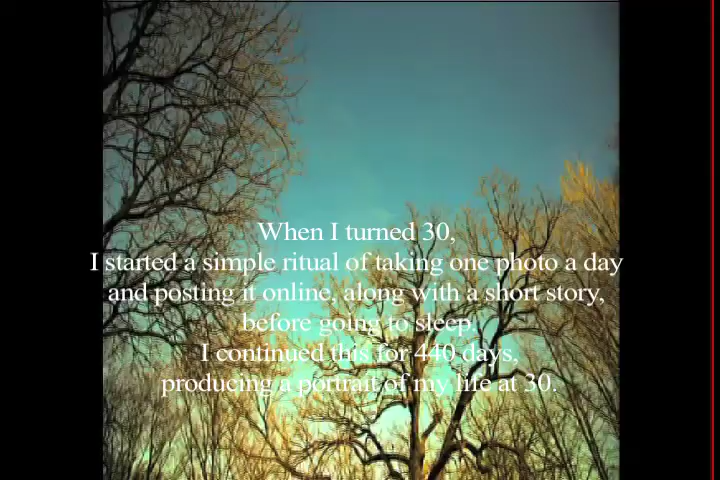 When I turned 30,
I started a simple ritual of taking one photo a day
and posting it online, along with a short story,
before going to sleep.
I continued this for 440 days,
producing a portrait of my life at 30.